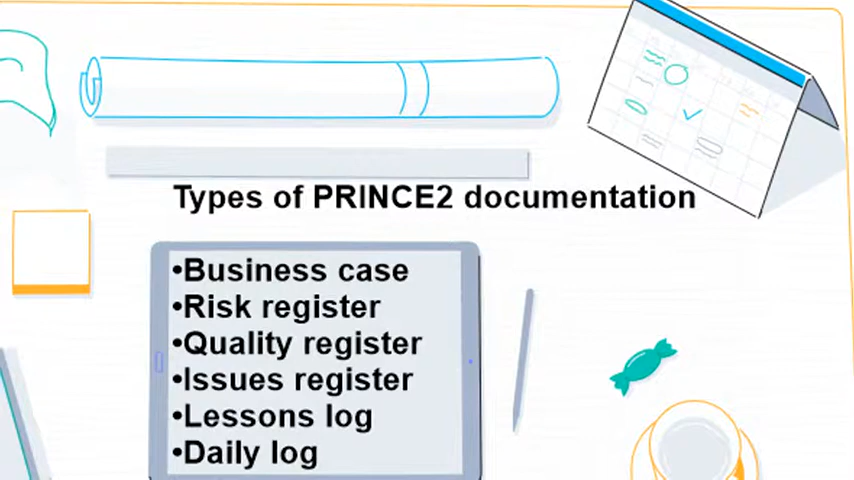 Types of PRINCE2 documentation
•Business case
•Risk register
•Quality register
•Issues register
•Lessons log
•Daily log